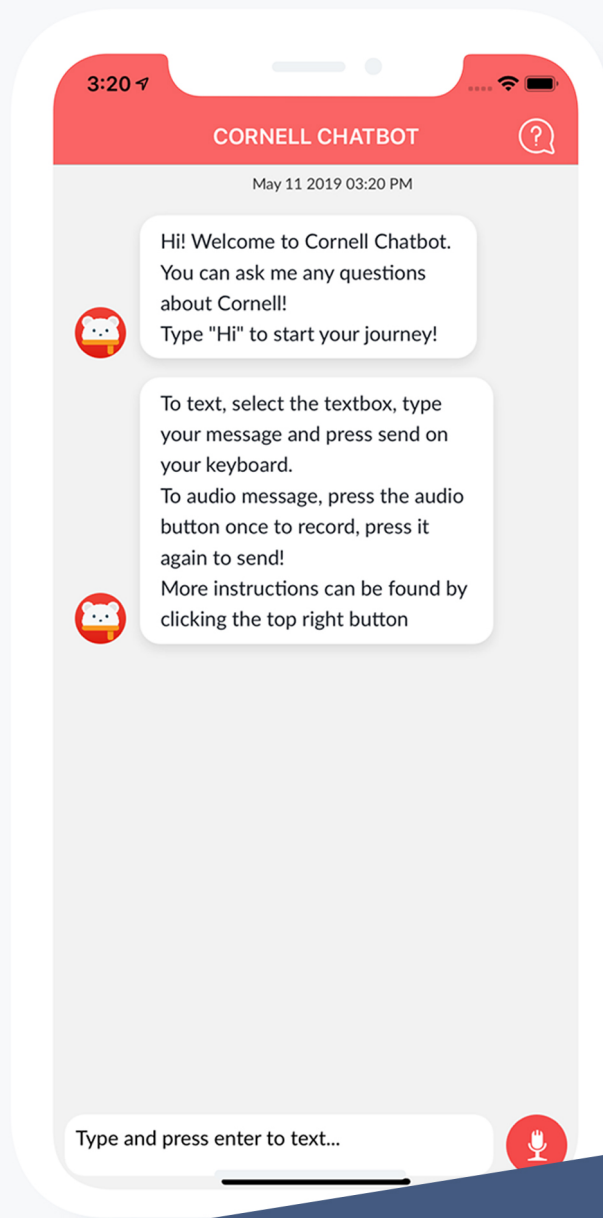 3:20
CORNELL CHATBOT
?
May 11 2019 03:20 PM
Hi! Welcome to Cornell Chatbot.
You can ask me any questions
about Cornell!
Type "Hi" to start your journey!
To text, select the textbox, type
your message and press send on
your keyboard.
To audio message, press the audio
button once to record, press it
again to send!
More instructions can be found by
clicking the top right button
Type and press enter to text...